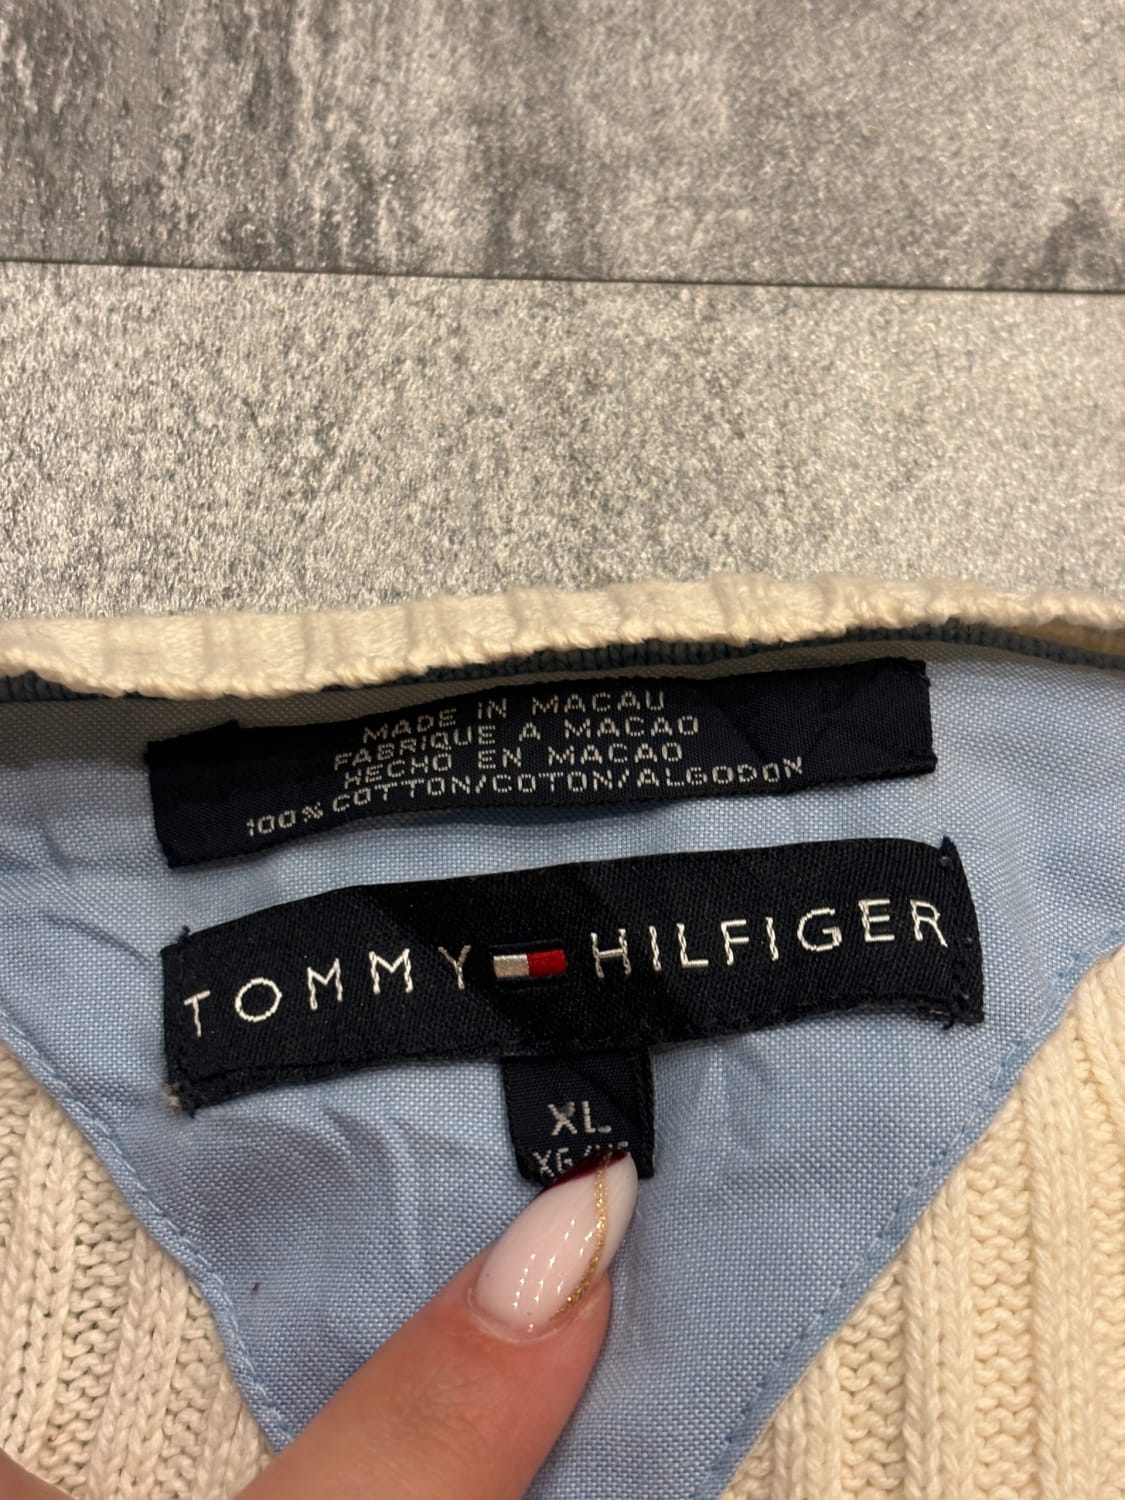 MADE IN MACAU
FABRIQUE A MACAO
HECHO EN MACAO
100% COTTON/COTON/ALGODON
TOMMY HILFIGER
XL